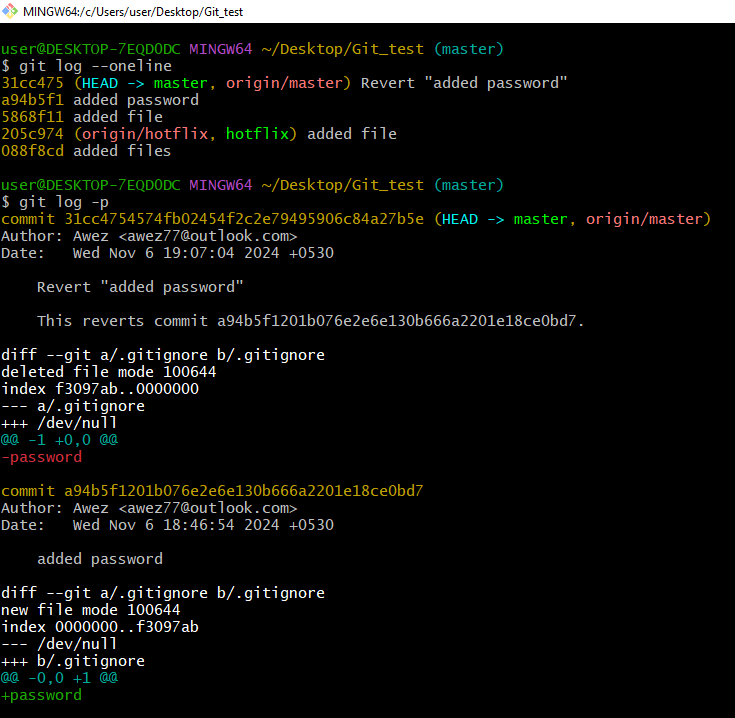 MINGW64:/c/Users/user/Desktop/Git_test
user@DESKTOP-7EQD0DC MINGW64 ~/Desktop/Git_test (master)
$ git log --oneline
31cc475 (HEAD -> master, origin/master) Revert "added password"
a94b5f1 added password
5868f11 added file
205c974 (origin/hotflix, hotflix) added file
088f8cd added files
user@DESKTOP-7EQD0DC MINGW64 ~/Desktop/Git_test (master)
$ git log -p
commit 31cc4754574fb02454f2c2e79495906c84a27b5e (HEAD -> master, origin/master)
Author: Awez <awez77@outlook.com>
Date:   Wed Nov 6 19:07:04 2024 +0530
    Revert "added password"
    This reverts commit a94b5f1201b076e2e6e130b666a2201e18ce0bd7.
diff --git a/.gitignore b/.gitignore
deleted file mode 100644
index f3097ab..0000000
--- a/.gitignore
+++ /dev/null
@@ -1 +0,0 @@
-password
commit a94b5f1201b076e2e6e130b666a2201e18ce0bd7
Author: Awez <awez77@outlook.com>
Date:   Wed Nov 6 18:46:54 2024 +0530
    added password
diff --git a/.gitignore b/.gitignore
new file mode 100644
index 0000000..f3097ab
--- /dev/null
+++ b/.gitignore
@@ -0,0 +1 @@
+password